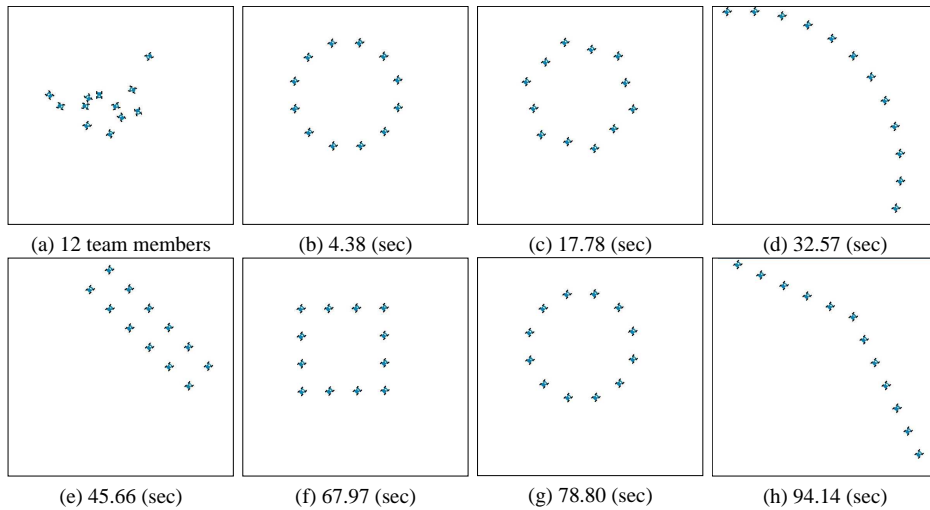 (a) 12 team members
(b) 4.38 (sec)
(c) 17.78 (sec)
(d) 32.57 (sec)
(e) 45.66 (sec)
(f) 67.97 (sec)
(g) 78.80 (sec)
(h) 94.14 (sec)